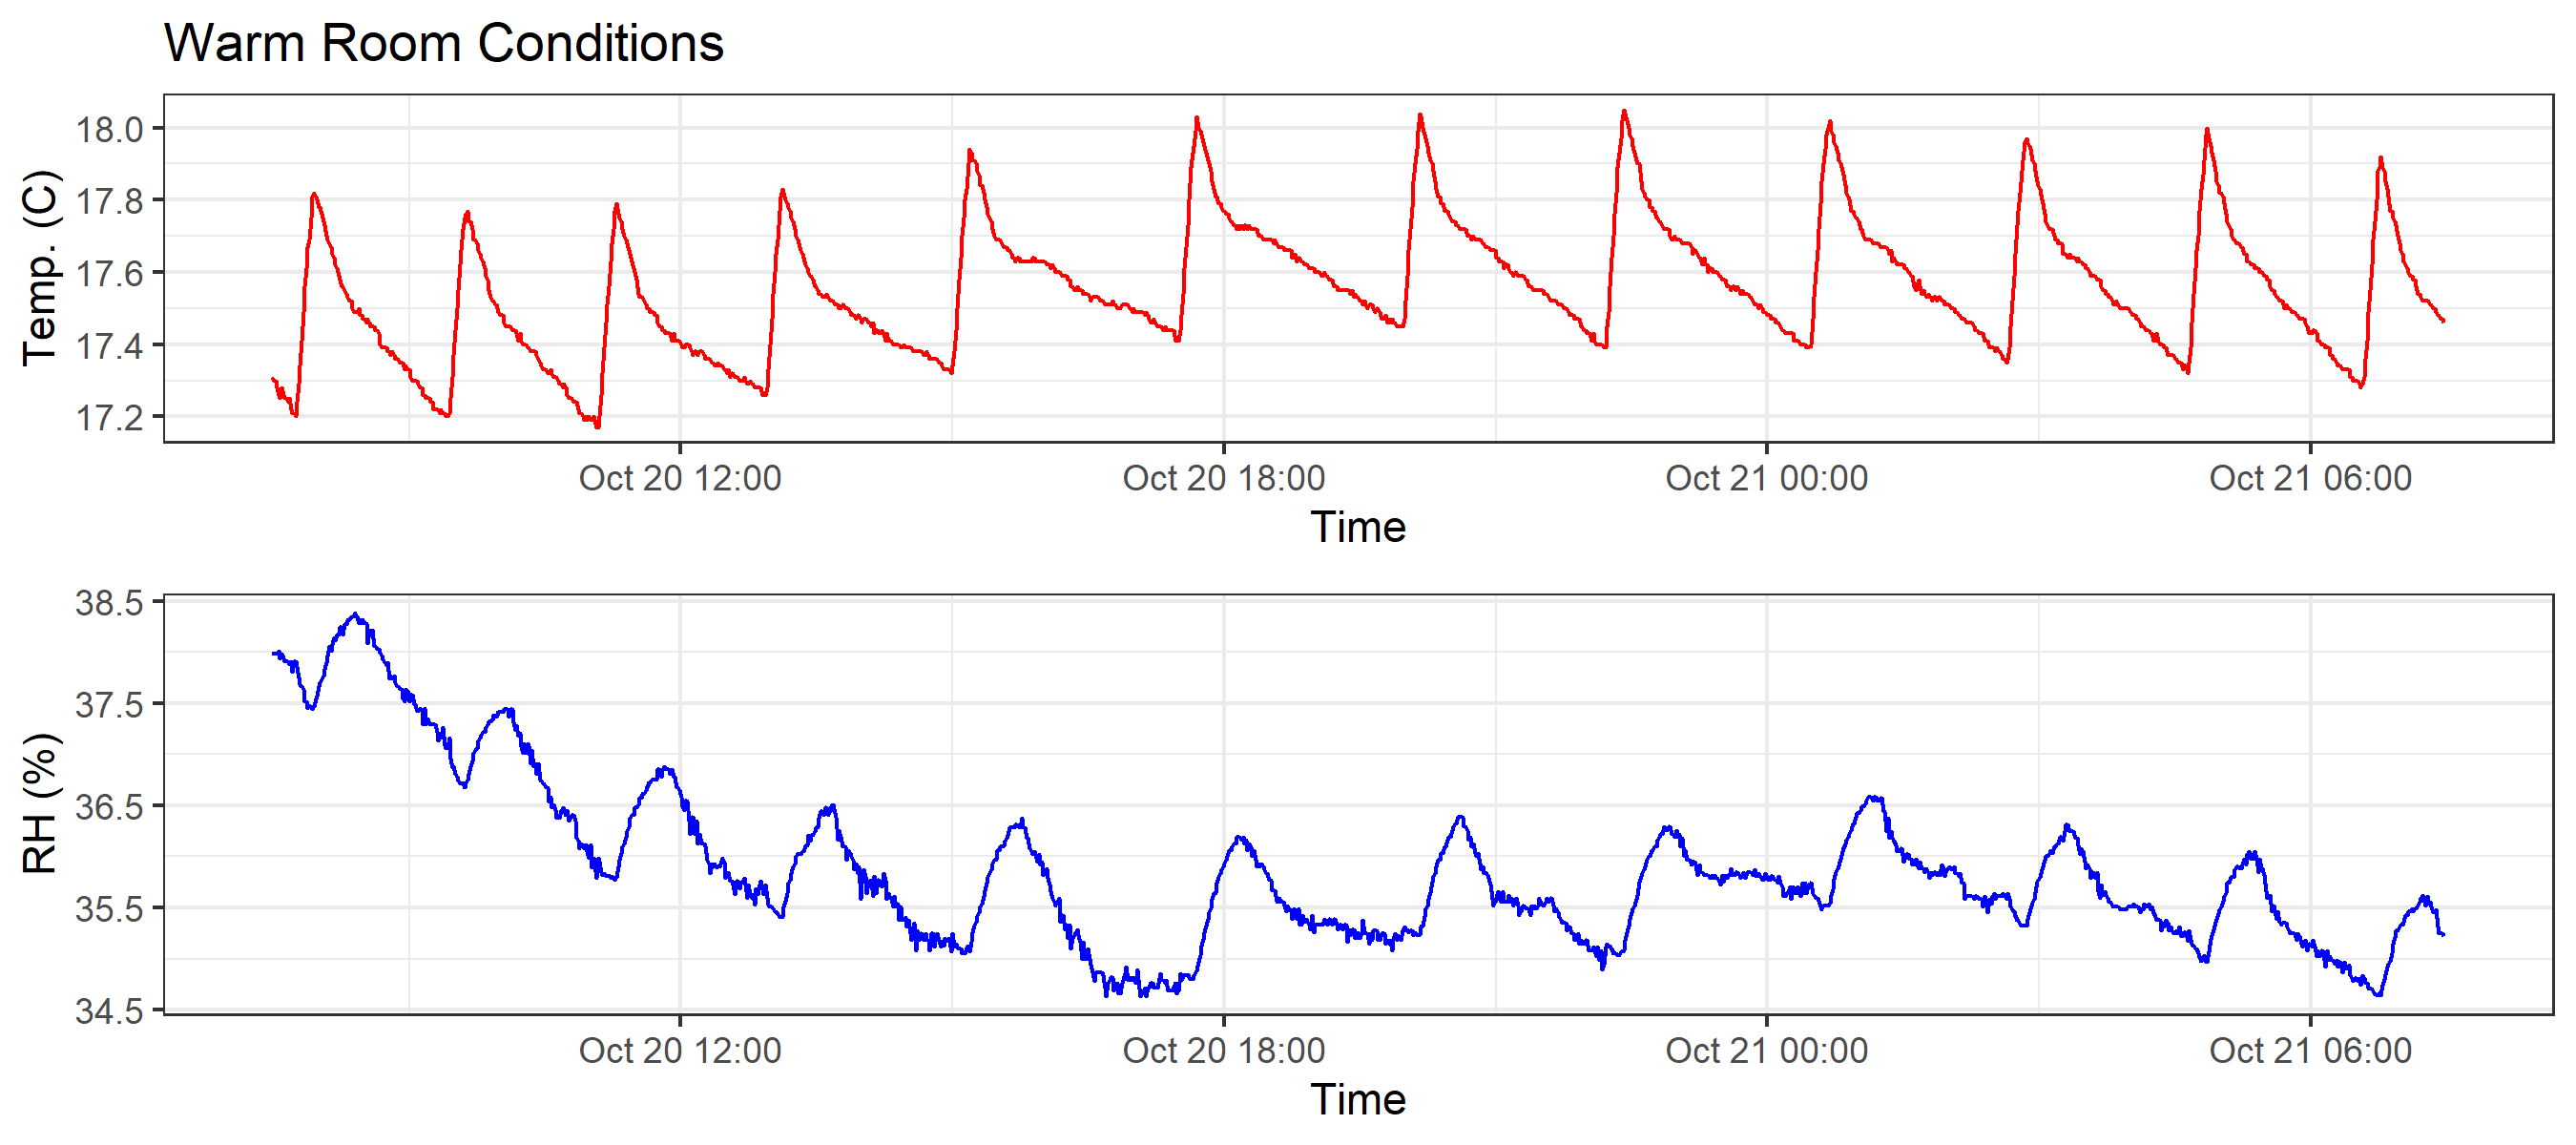 Warm Room Conditions
Temp. (C)
18.0
17.8
17.6
17.4
17.2
Oct 20 12:00 Oct 20 18:00 Oct 21 00:00 Oct 21 06:00
Time
RH (%)
38.5
37.5
36.5
35.5
34.5
Oct 20 12:00 Oct 20 18:00 Oct 21 00:00 Oct 21 06:00
Time